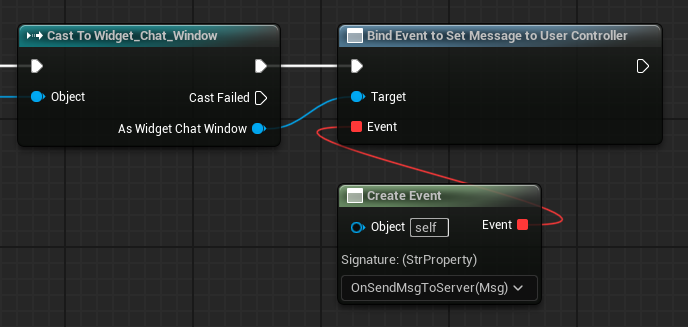 Cast To Widget_Chat_Window
Object
Cast Failed
As Widget Chat Window
Bind Event to Set Message to User Controller
Target
Event
Create Event
Object self
Event
Signature: (StrProperty)
OnSendMsgToServer(Msg)